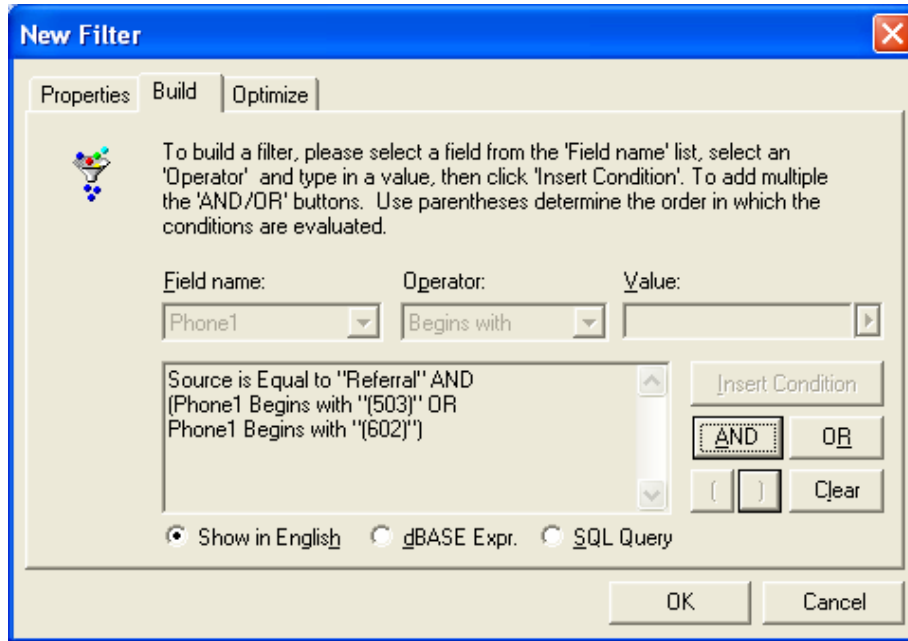 New Filter
Properties
Build
Optimize
To build a filter, please select a field from the 'Field name' list, select an
'Operator' and type in a value, then click 'Insert Condition'. To add multiple
the 'AND/OR' buttons. Use parentheses determine the order in which the
conditions are evaluated.
Field name:
Operator:
Value:
Phone1
Begins with
Source is Equal to "Referral" AND
(Phone1 Begins with "(503)" OR
Phone1 Begins with "(602)")
Insert Condition
AND
OR
(
)
Clear
Show in English
dBASE Expr.
SQL Query
OK
Cancel